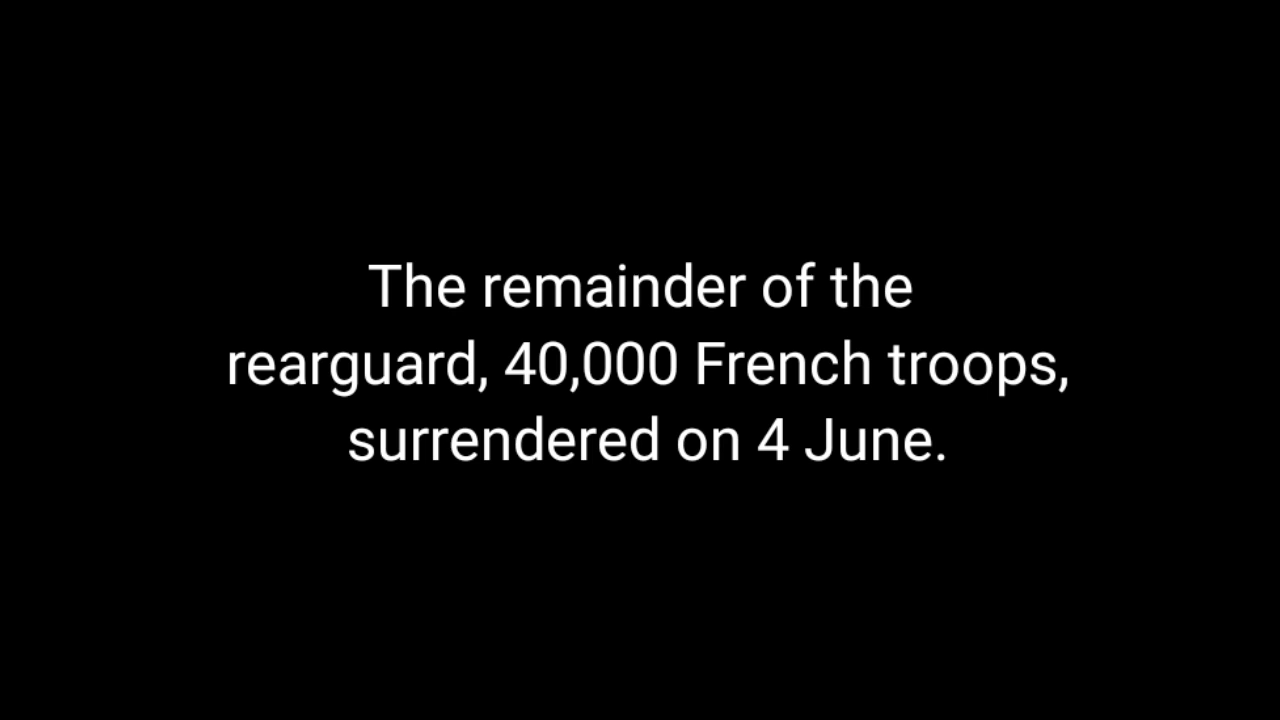 The remainder of the
rearguard, 40,000 French troops,
surrendered on 4 June.